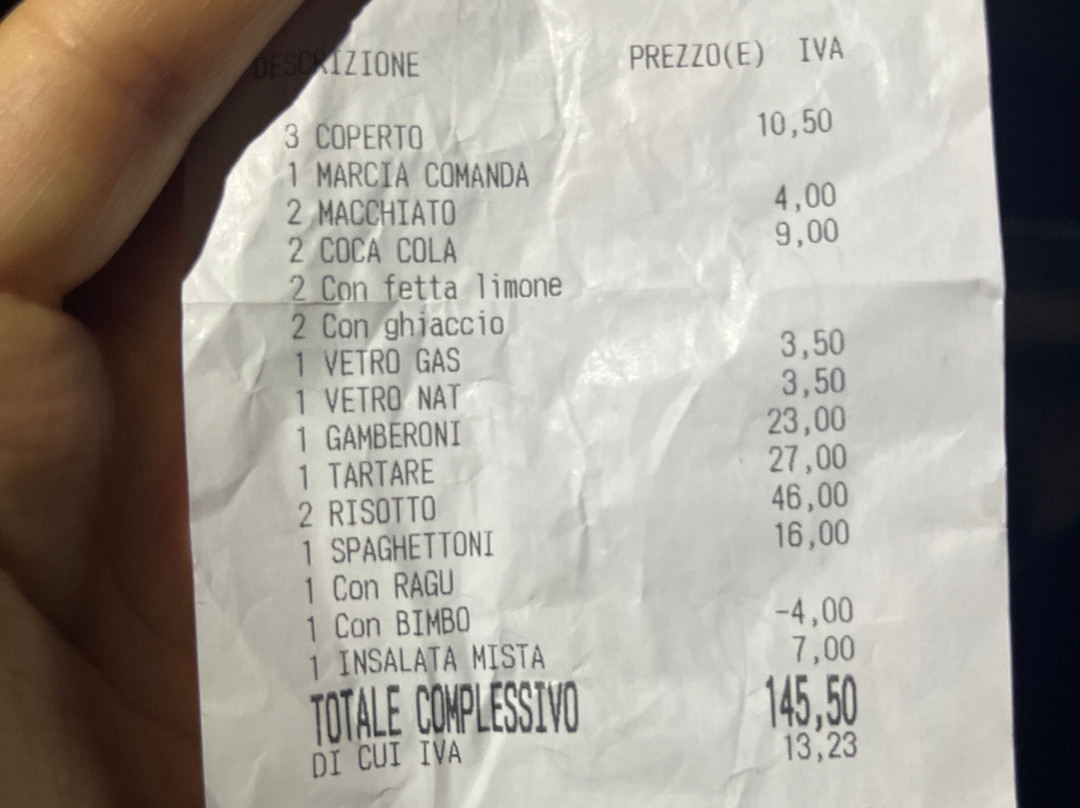 DESCRIZIONE PREZZO(E) IVA
3 COPERTO 10,50
1 MARCIA COMANDA
2 MACCHIATO 4,00
2 COCA COLA 9,00
2 Con fetta limone
2 Con ghiaccio
1 VETRO GAS 3,50
1 VETRO NAT 3,50
1 GAMBERONI 23,00
1 TARTARE 27,00
2 RISOTTO 46,00
1 SPAGHETTONI 16,00
1 Con RAGU
1 Con BIMBO -4,00
1 INSALATA MISTA 7,00
TOTALE COMPLESSIVO 145,50
DI CUI IVA 13,23